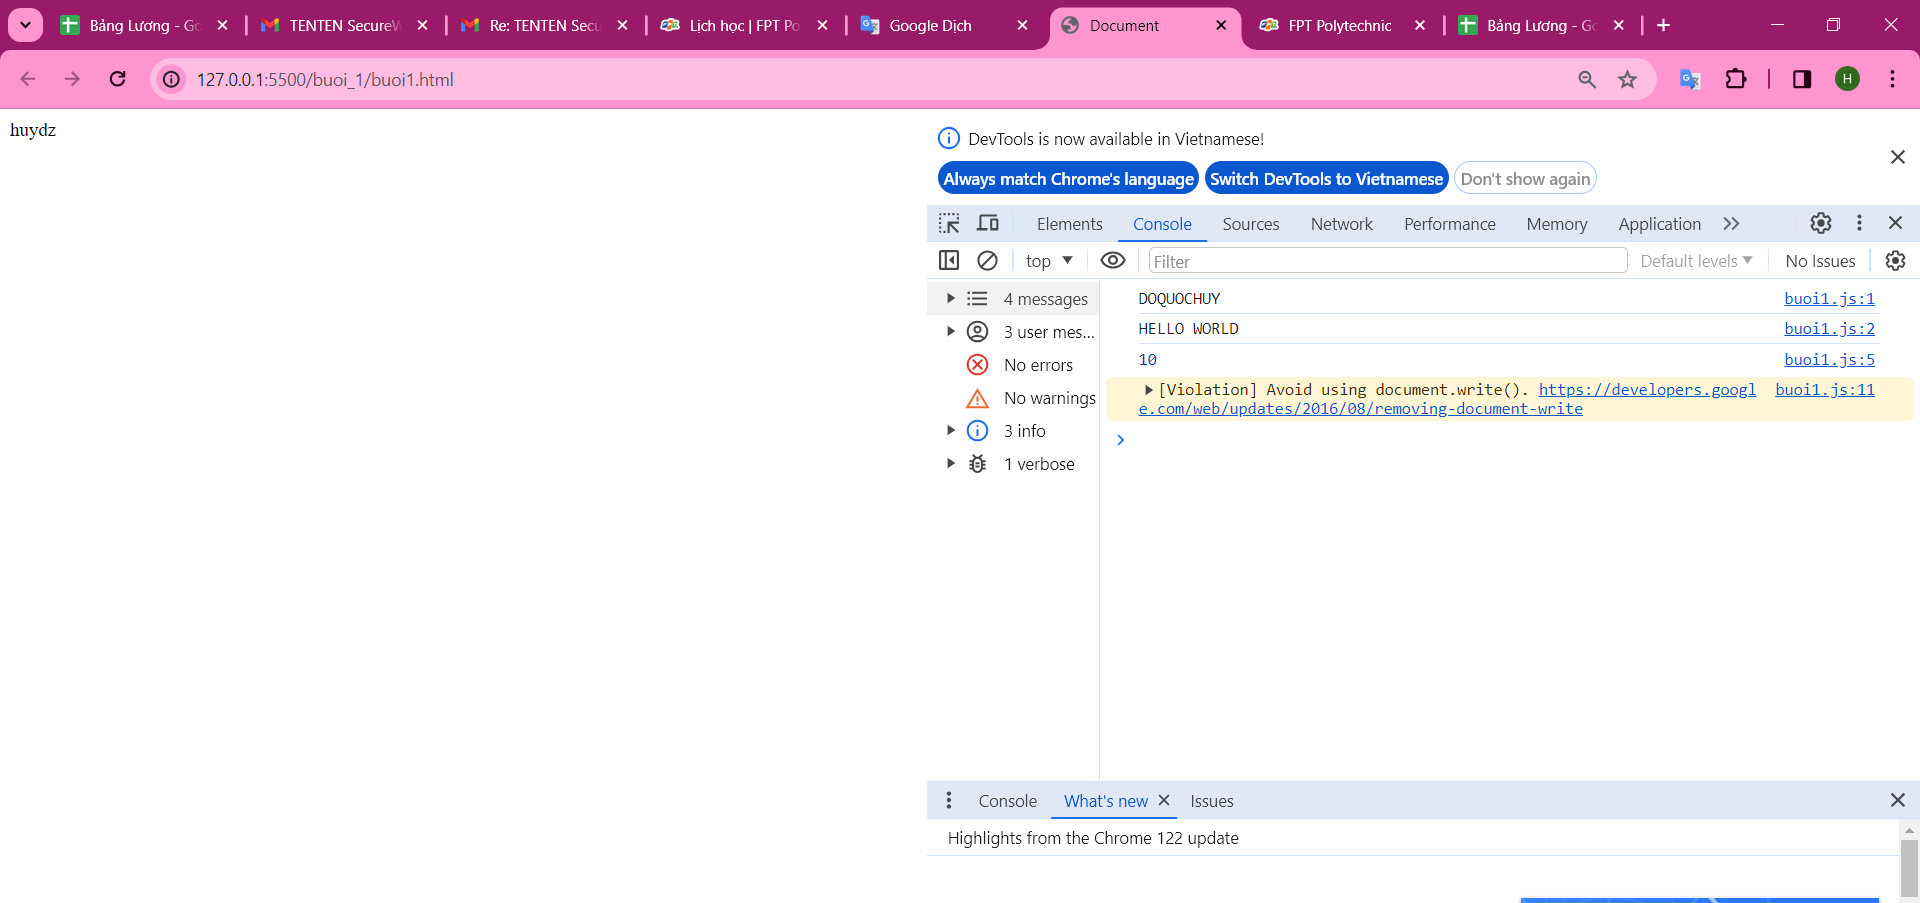 Bảng Lương - Go
TENTEN SecureW
Re: TENTEN Secu
Lịch học | FPT Po
Google Dịch
Document
FPT Polytechnic
Bảng Lương - Go
127.0.0.1:5500/buoi_1/buoi1.html
H
huydz
DevTools is now available in Vietnamese!
Always match Chrome's language
Switch DevTools to Vietnamese
Don't show again
Elements
Console
Sources
Network
Performance
Memory
Application
top
Filter
Default levels
No Issues
4 messages
3 user mes...
No errors
No warnings
3 info
1 verbose
DOQUOCHUY buoi1.js:1
HELLO WORLD buoi1.js:2
10 buoi1.js:5
[Violation] Avoid using document.write(). https://developers.googl buoi1.js:11
e.com/web/updates/2016/08/removing-document-write
Console
What's new
Issues
Highlights from the Chrome 122 update